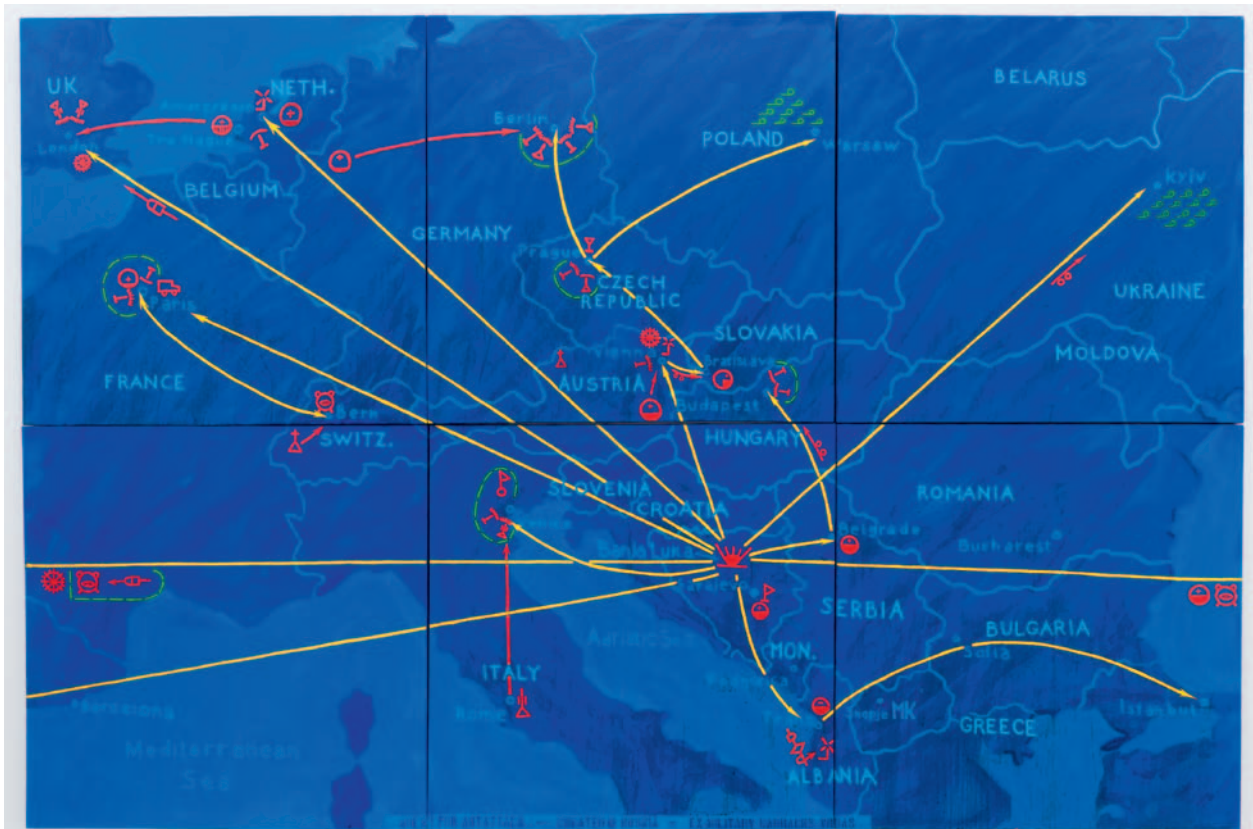 UK
NETH.
BELARUS
Berlin
London
The Hague
POLAND
Warsaw
Kyiv
BELGIUM
GERMANY
Prague
CZECH
REPUBLIC
UKRAINE
Paris
SLOVAKIA
MOLDOVA
Vienna
Bratislava
FRANCE
AUSTRIA
Budapest
Bern
SWITZ.
HUNGARY
SLOVENIA
ROMANIA
CROATIA
Belgrade
Bucharest
Banja Luka
SERBIA
Adriatic Sea
BULGARIA
MON.
Sofia
ITALY
Rome
Barcelona
Skopje MK
Istanbul
GREECE
Mediterranean
Sea
ALBANIA